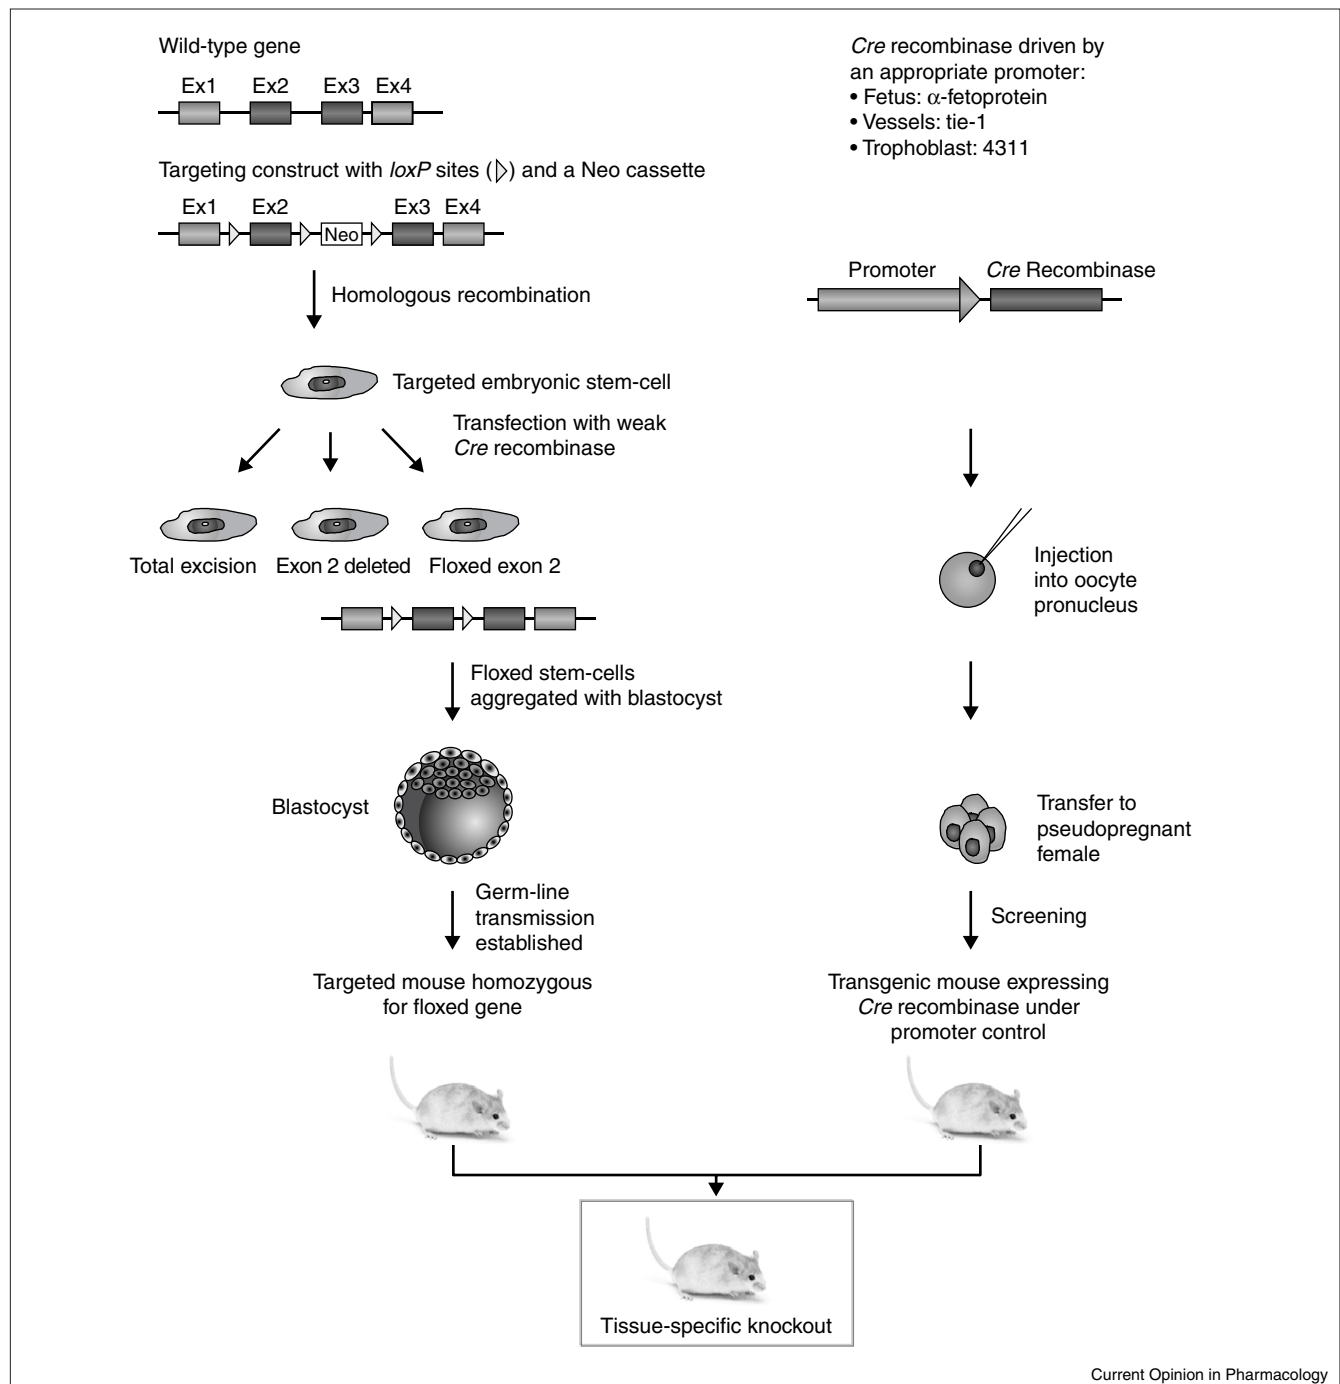 Wild-type gene
Ex1 Ex2 Ex3 Ex4
Targeting construct with loxP sites (▷) and a Neo cassette
Ex1 Ex2 Ex3 Ex4
Neo
Homologous recombination
Targeted embryonic stem-cell
Transfection with weak
Cre recombinase
Total excision Exon 2 deleted Floxed exon 2
Floxed stem-cells
aggregated with blastocyst
Blastocyst
Germ-line
transmission
established
Targeted mouse homozygous
for floxed gene
Cre recombinase driven by
an appropriate promoter:
• Fetus: α-fetoprotein
• Vessels: tie-1
• Trophoblast: 4311
Promoter Cre Recombinase
Injection
into oocyte
pronucleus
Transfer to
pseudopregnant
female
Screening
Transgenic mouse expressing
Cre recombinase under
promoter control
Tissue-specific knockout
Current Opinion in Pharmacology